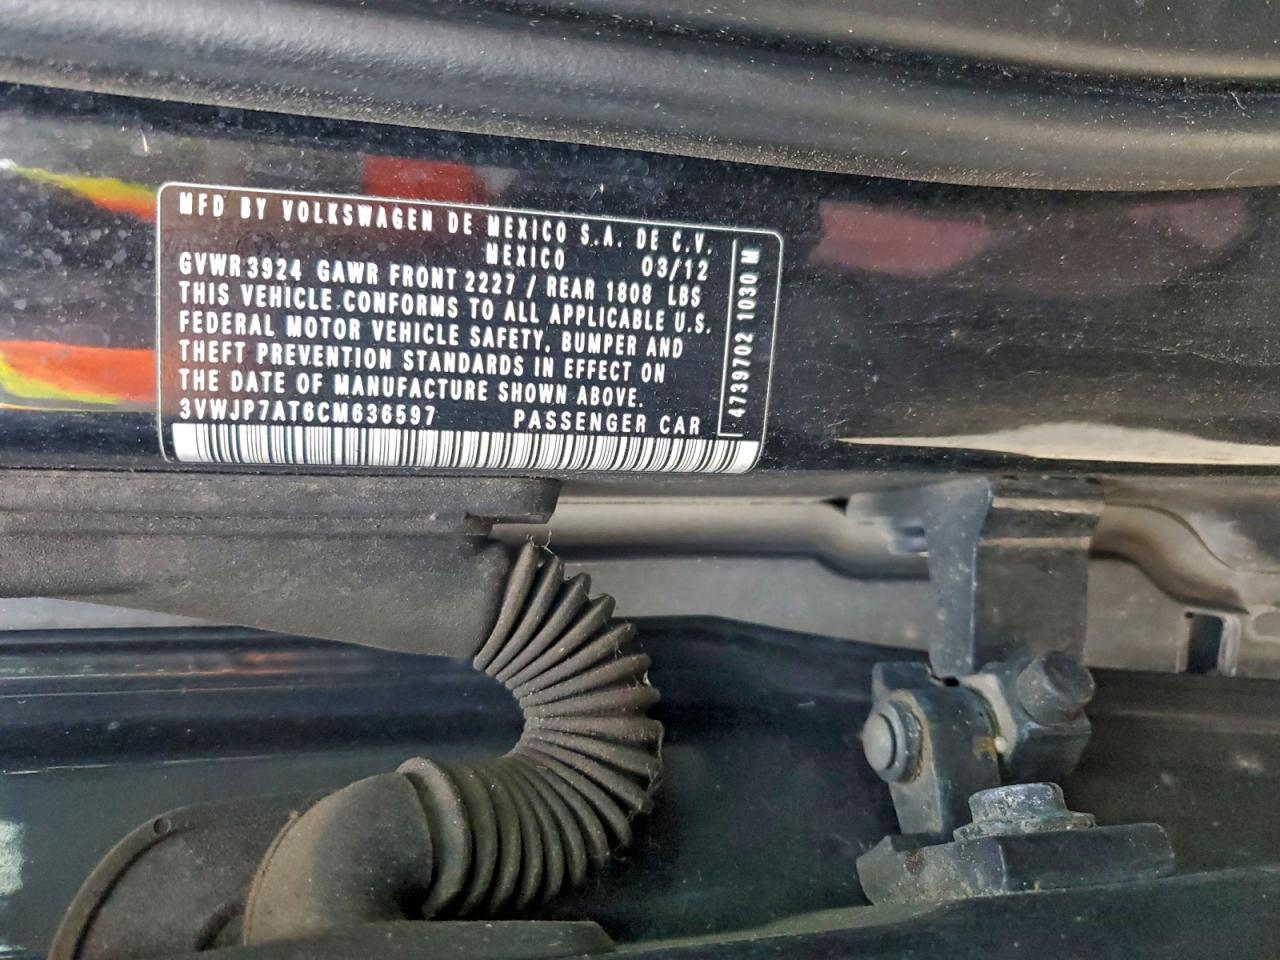 MFD BY VOLKSWAGEN DE MEXICO S.A. DE C.V.
MEXICO 03/12
GVWR 3924 GAWR FRONT 2227 / REAR 1808 LBS
THIS VEHICLE CONFORMS TO ALL APPLICABLE U.S.
FEDERAL MOTOR VEHICLE SAFETY, BUMPER AND
THEFT PREVENTION STANDARDS IN EFFECT ON
THE DATE OF MANUFACTURE SHOWN ABOVE.
3VWJP7AT6CM636597 PASSENGER CAR
4739702 1030 M